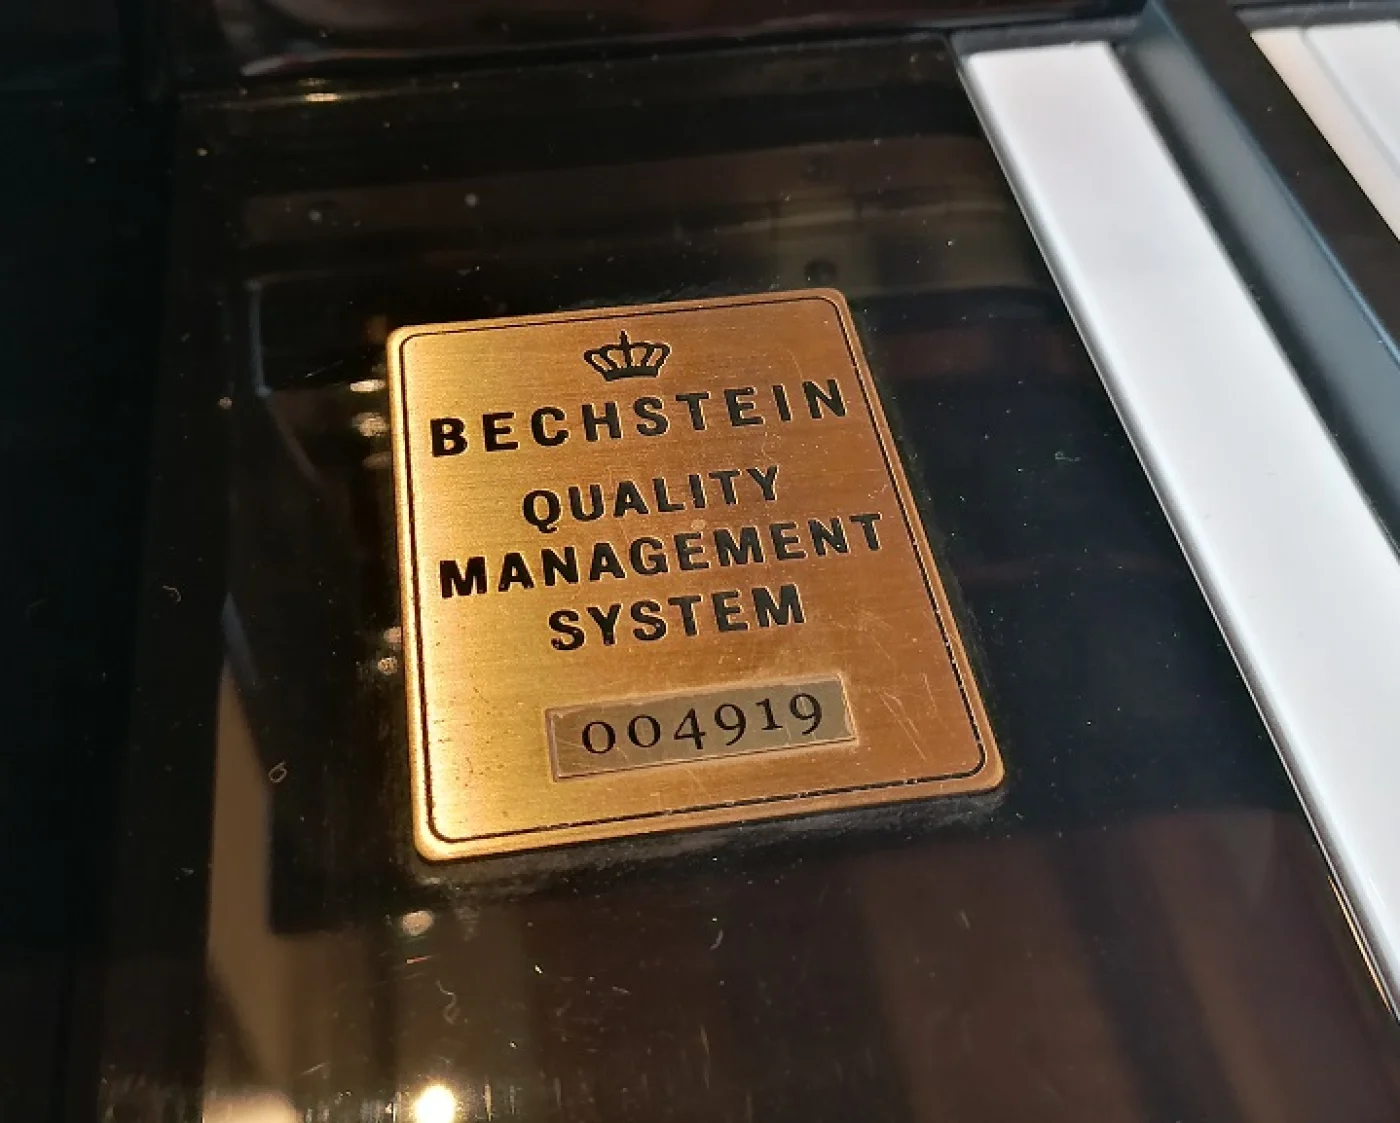 BECHSTEIN
QUALITY
MANAGEMENT
SYSTEM
004919